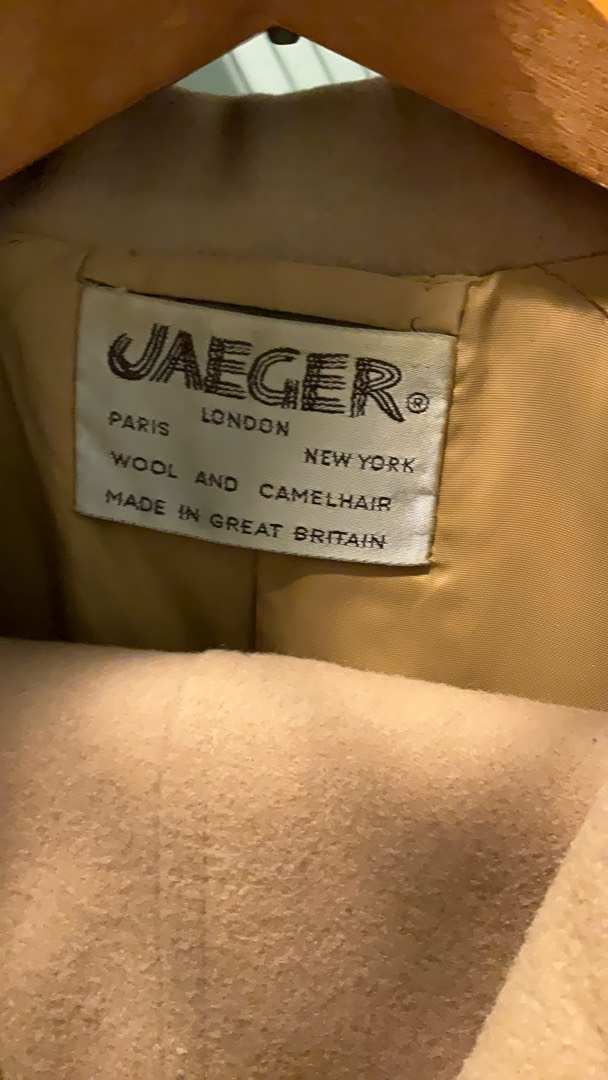 JAEGER®
LONDON
PARIS
NEW YORK
WOOL AND CAMELHAIR
MADE IN GREAT BRITAIN